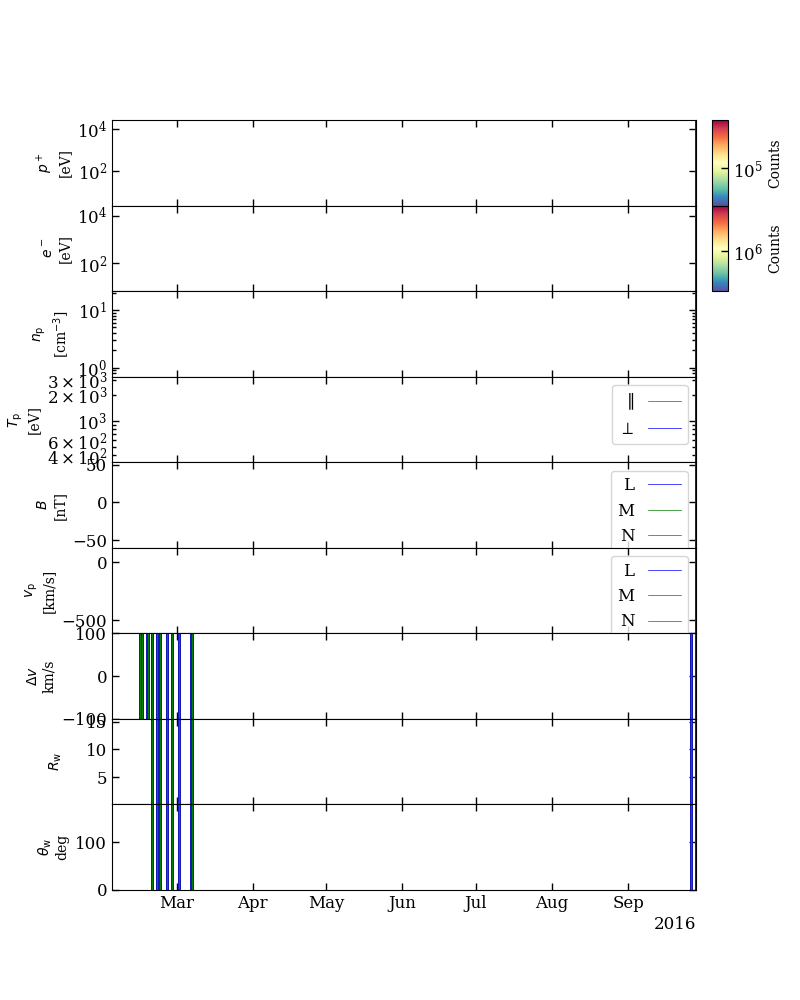 10^4
10^2
p^+
[eV]
10^5
Counts
10^4
10^2
e^-
[eV]
10^6
Counts
10^1
10^0
n_p
[cm^−3]
3 × 10^3
2 × 10^3
10^3
6 × 10^2
4 × 10^2
T_p
[eV]
∥
⊥
50
0
−50
B
[nT]
L
M
N
0
−500
v_p
[km/s]
L
M
N
100
0
−100
Δv
km/s
15
10
5
R_w
100
0
θ_w
deg
Mar Apr May Jun Jul Aug Sep
2016